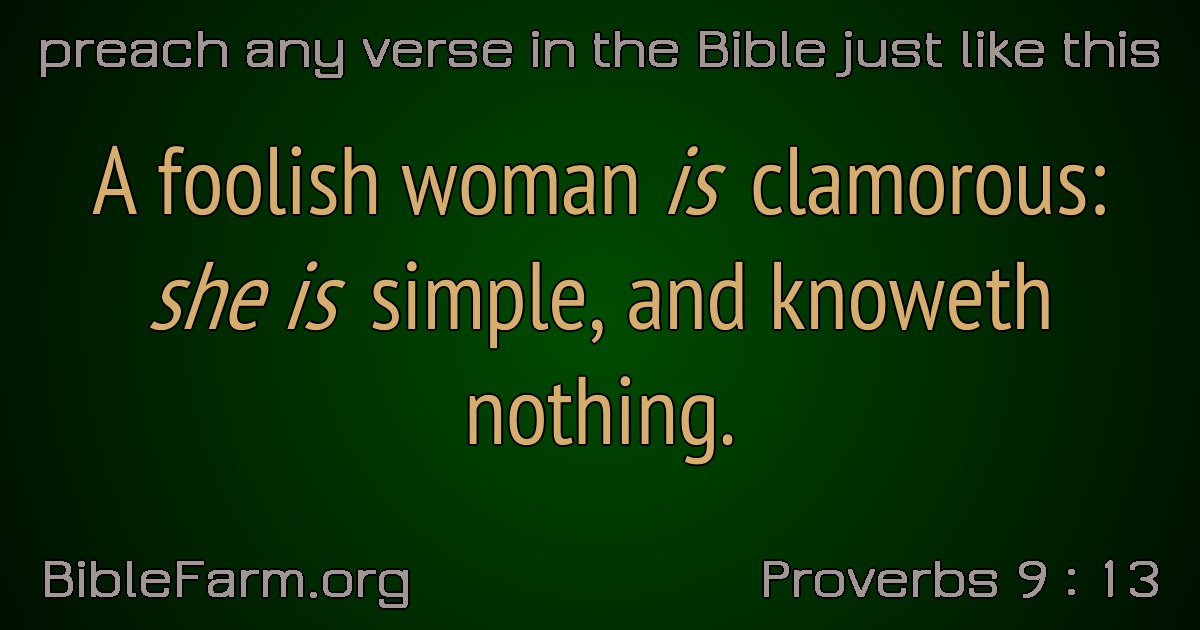 preach any verse in the Bible just like this
A foolish woman is clamorous:
she is simple, and knoweth
nothing.
BibleFarm.org
Proverbs 9 : 13